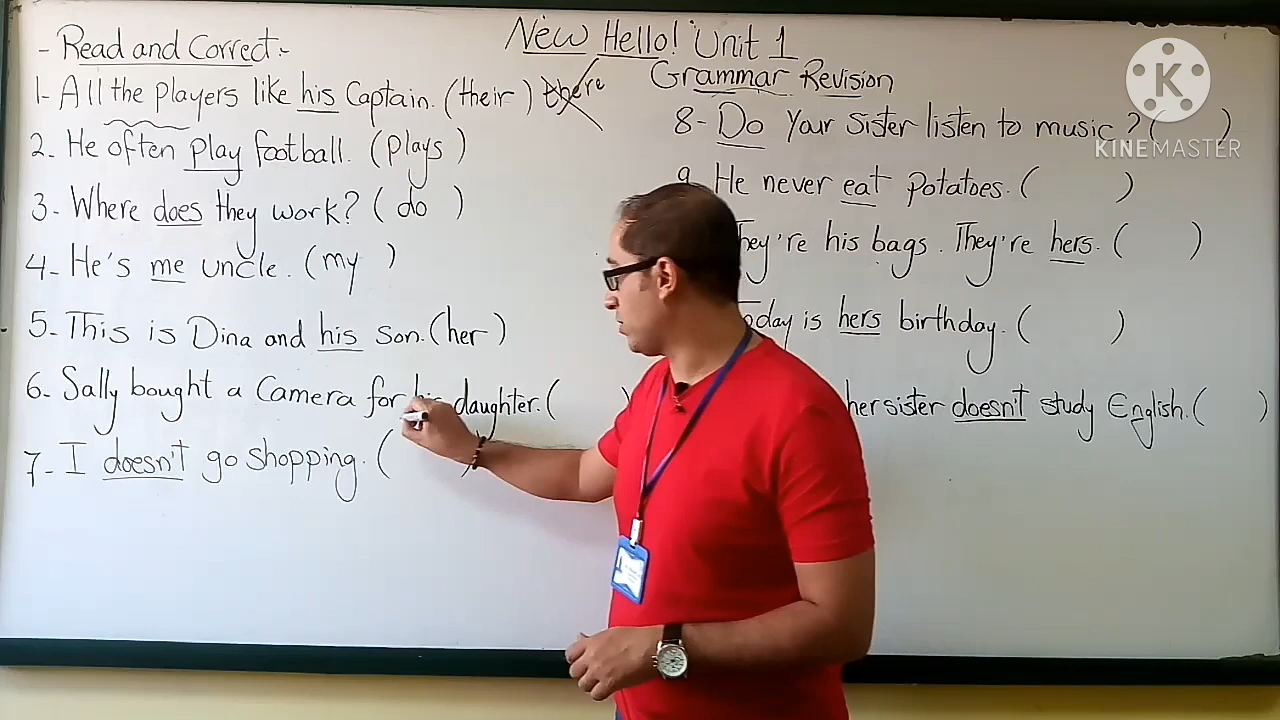 - Read and Correct:-
New Hello! Unit 1
Grammar Revision
1- All the players like his Captain. (their) there
2- He often play football. (plays)
3- Where does they work? (do)
4- He's me uncle. (my)
5- This is Dina and his son. (her)
6- Sally bought a Camera for daughter. ( )
7- I doesn't go shopping. ( )
8- Do your sister listen to music? ( )
9- He never eat potatoes. ( )
They're his bags. They're hers. ( )
Today is hers birthday. ( )
her sister doesn't study English. ( )
K
KINEMASTER